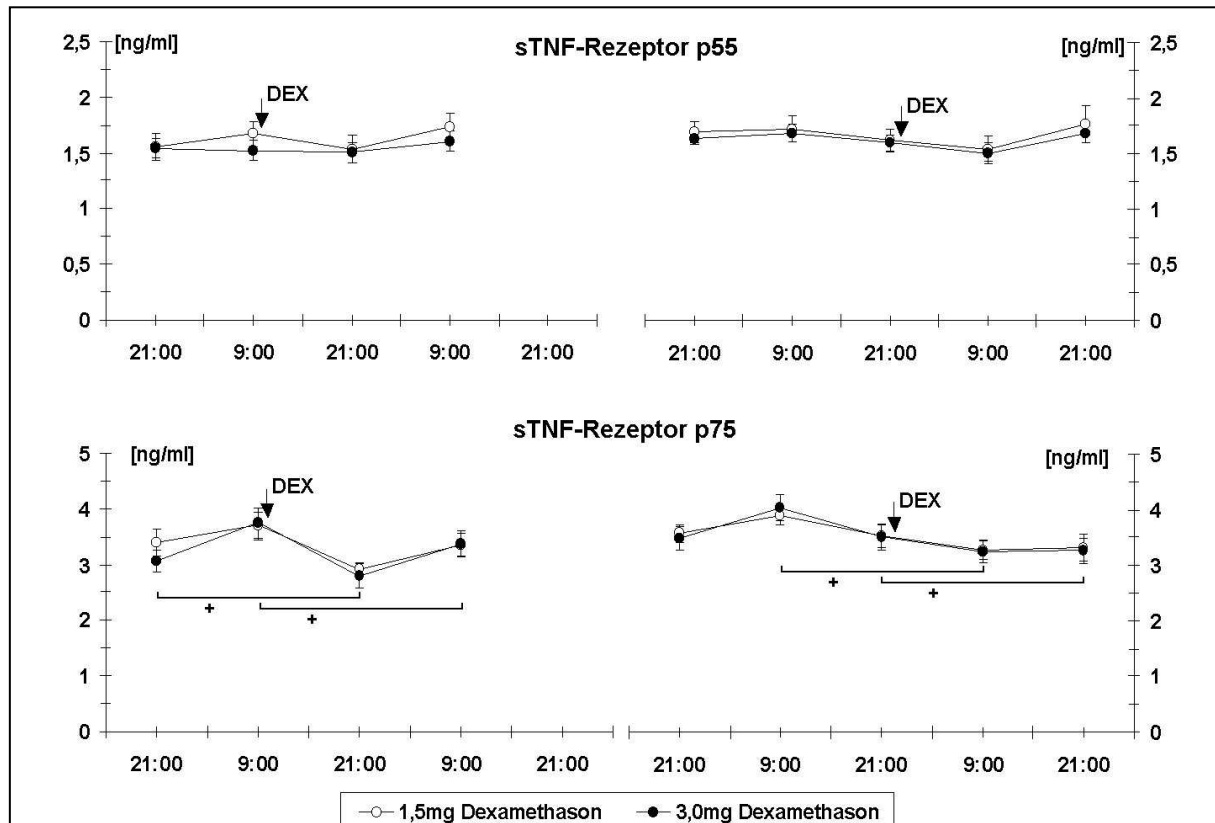 sTNF-Rezeptor p55
[ng/ml] [ng/ml]
2,5 2,5
DEX DEX
2 2
1,5 1,5
1 1
0,5 0,5
0 0
21:00 9:00 21:00 9:00 21:00 21:00 9:00 21:00 9:00 21:00
sTNF-Rezeptor p75
[ng/ml] [ng/ml]
5 5
DEX DEX
4 4
3 3
+ + + +
2 2
1 1
0 0
21:00 9:00 21:00 9:00 21:00 21:00 9:00 21:00 9:00 21:00
1,5mg Dexamethason 3,0mg Dexamethason